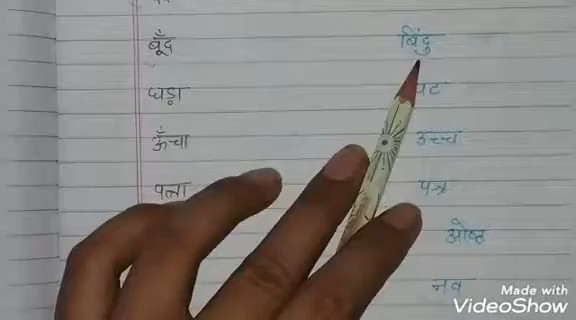 बूँद बिंदु
घड़ा घट
ऊँचा उच्च
पत्ता पत्र
ओष्ठ
नव
Made with
VideoShow